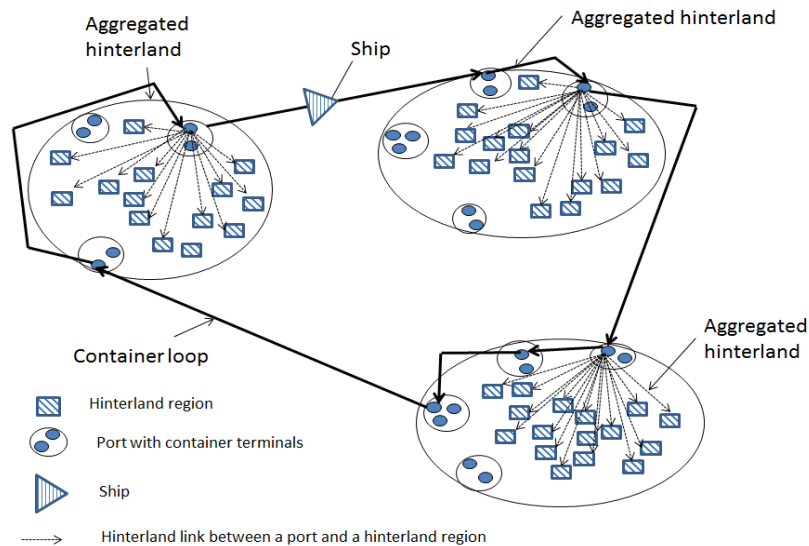 Aggregated
hinterland
Ship
Aggregated hinterland
Aggregated
hinterland
Container loop
Hinterland region
Port with container terminals
Ship
Hinterland link between a port and a hinterland region